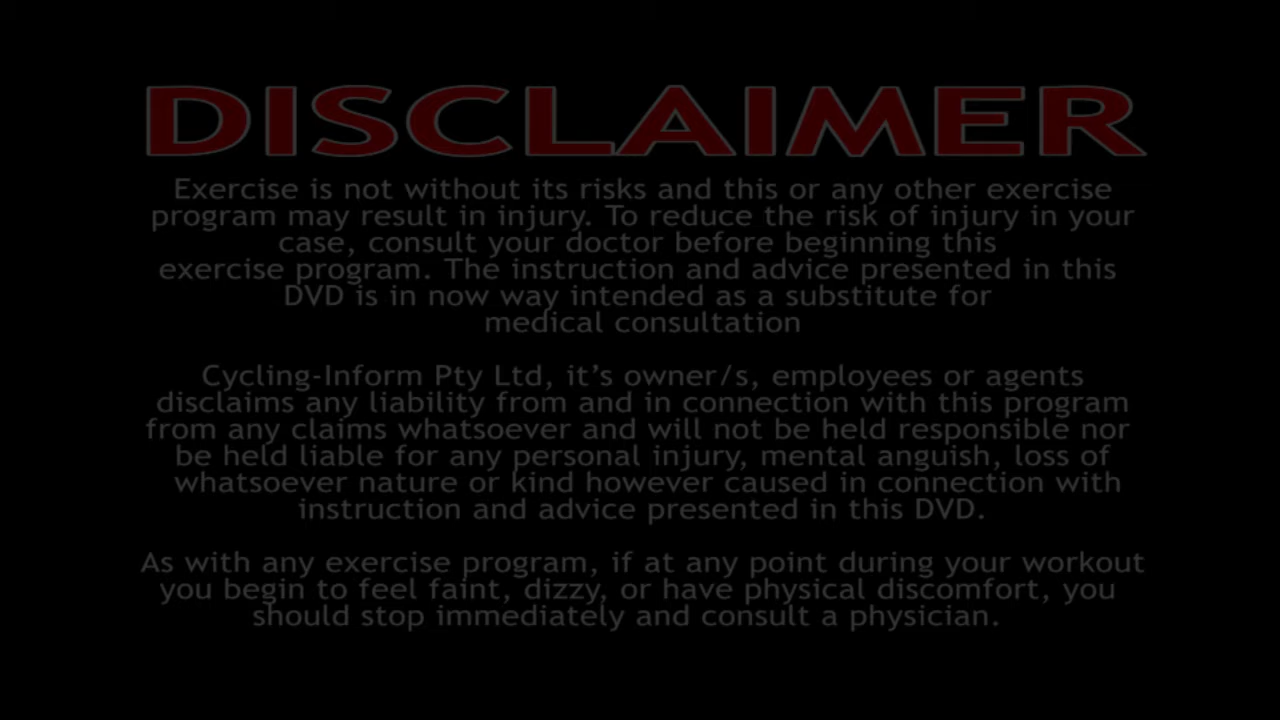 DISCLAIMER
Exercise is not without its risks and this or any other exercise
program may result in injury. To reduce the risk of injury in your
case, consult your doctor before beginning this
exercise program. The instruction and advice presented in this
DVD is in now way intended as a substitute for
medical consultation
Cycling-Inform Pty Ltd, it’s owner/s, employees or agents
disclaims any liability from and in connection with this program
from any claims whatsoever and will not be held responsible nor
be held liable for any personal injury, mental anguish, loss of
whatsoever nature or kind however caused in connection with
instruction and advice presented in this DVD.
As with any exercise program, if at any point during your workout
you begin to feel faint, dizzy, or have physical discomfort, you
should stop immediately and consult a physician.